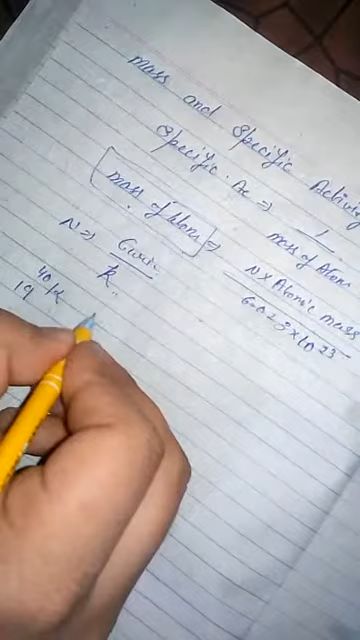 Mass and Specific Activity
Specific. Ac => 1 / mass of Atom
mass of Atom => N x Atomic mass / 6.023 x 10^23
N => Curie / λ
40 19 K